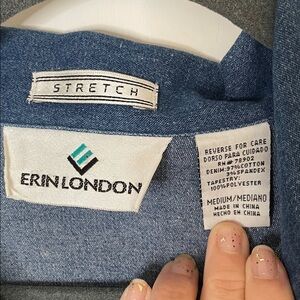 STRETCH
ERIN LONDON
REVERSE FOR CARE
DORSO PARA CUIDADO
RN# 78902
DENIM: 97% COTTON
3% SPANDEX
TAPESTRY:
100% POLYESTER
MEDIUM/MEDIANO
MADE IN CHINA
HECHO EN CHINA